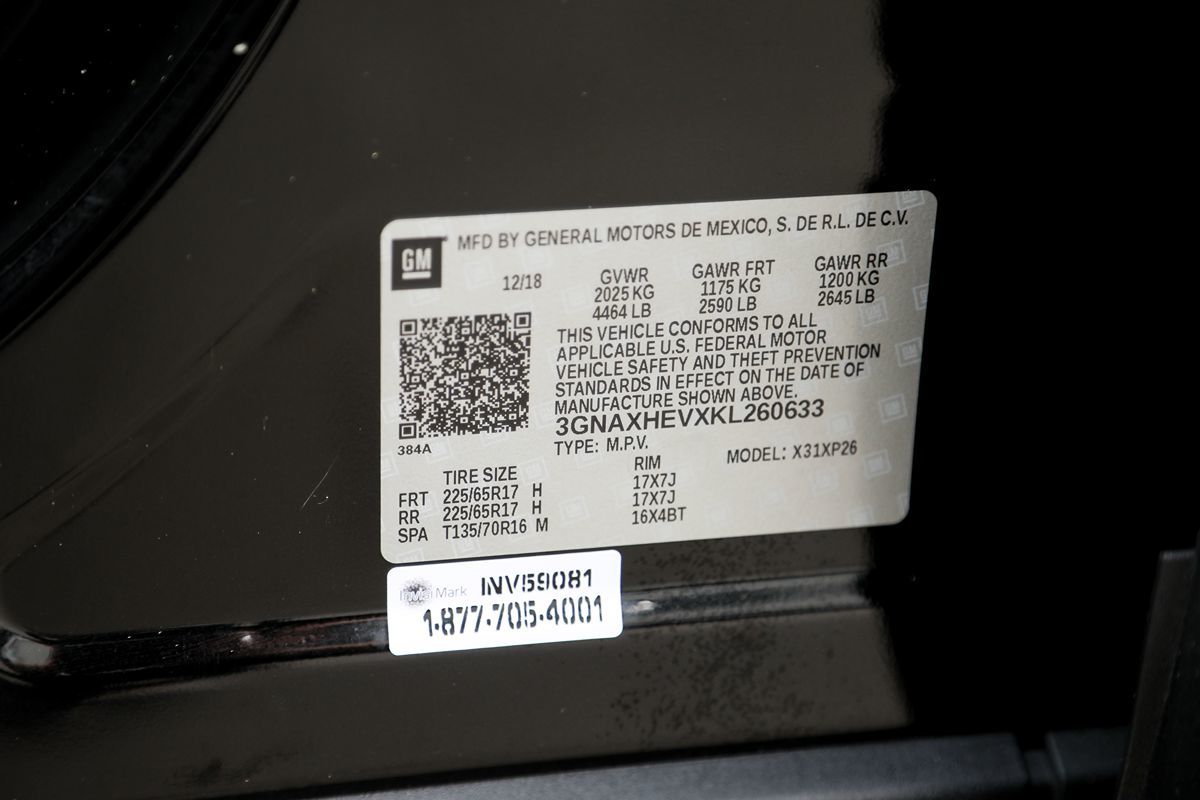 GM
MFD BY GENERAL MOTORS DE MEXICO, S. DE R.L. DE C.V.
12/18 GVWR GAWR FRT GAWR RR
2025 KG 1175 KG 1200 KG
4464 LB 2590 LB 2645 LB
THIS VEHICLE CONFORMS TO ALL
APPLICABLE U.S. FEDERAL MOTOR
VEHICLE SAFETY AND THEFT PREVENTION
STANDARDS IN EFFECT ON THE DATE OF
MANUFACTURE SHOWN ABOVE.
3GNAXHEVXKL260633
384A
TYPE: M.P.V. MODEL: X31XP26
TIRE SIZE RIM
FRT 225/65R17 H 17X7J
RR 225/65R17 H 17X7J
SPA T135/70R16 M 16X4BT
Mark INV59081
1-877-705-4001